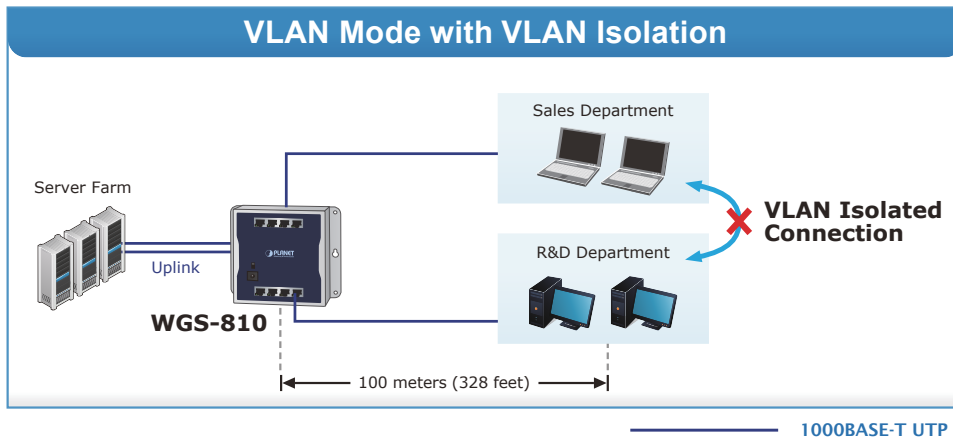 VLAN Mode with VLAN Isolation
Sales Department
Server Farm
VLAN Isolated
Connection
PLANET
R&D Department
Uplink
WGS-810
100 meters (328 feet)
1000BASE-T UTP